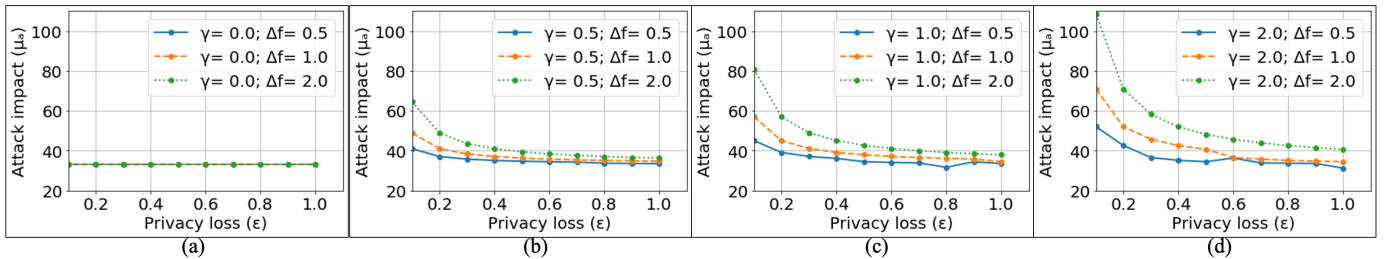 100
80
60
40
20
Attack impact (μₐ)
γ= 0.0; Δf= 0.5
γ= 0.0; Δf= 1.0
γ= 0.0; Δf= 2.0
0.2 0.4 0.6 0.8 1.0
Privacy loss (ε)
(a)
100
80
60
40
20
Attack impact (μₐ)
γ= 0.5; Δf= 0.5
γ= 0.5; Δf= 1.0
γ= 0.5; Δf= 2.0
0.2 0.4 0.6 0.8 1.0
Privacy loss (ε)
(b)
100
80
60
40
20
Attack impact (μₐ)
γ= 1.0; Δf= 0.5
γ= 1.0; Δf= 1.0
γ= 1.0; Δf= 2.0
0.2 0.4 0.6 0.8 1.0
Privacy loss (ε)
(c)
100
80
60
40
20
Attack impact (μₐ)
γ= 2.0; Δf= 0.5
γ= 2.0; Δf= 1.0
γ= 2.0; Δf= 2.0
0.2 0.4 0.6 0.8 1.0
Privacy loss (ε)
(d)